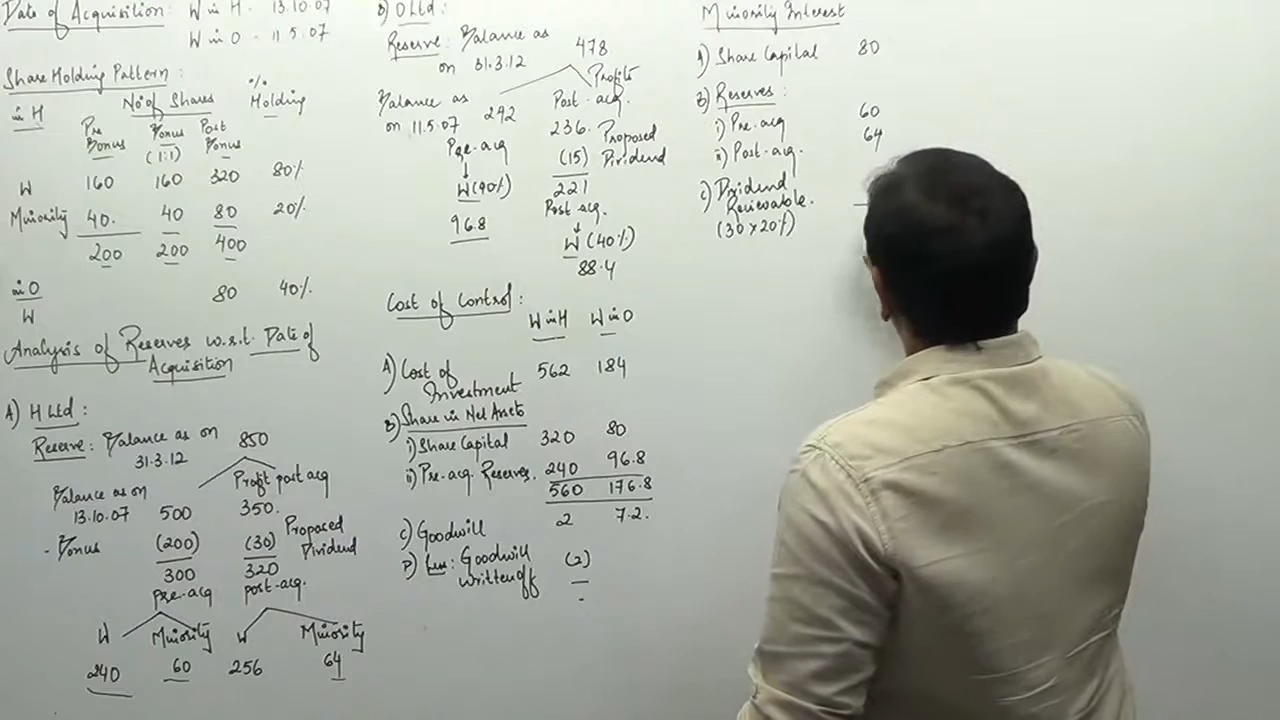 Date of Acquisition: W in H - 13.10.07
W in O - 11.5.07
Share Holding Pattern:
in H
No. of Shares
% Holding
Pre Bonus
Bonus (1:1)
Post Bonus
W 160 160 320 80%
Minority 40. 40 80 20%
200 200 400
in O
W 80 40%
Analysis of Reserves w.r.t. Date of
Acquisition
A) H Ltd:
Reserve: Balance as on
31.3.12 850
Balance as on
13.10.07 500
Profit post acq
350.
- Bonus (200) (30) Proposed
Dividend
300 320
pre-acq post-acq.
W Minority W Minority
240 60 256 64
B) O Ltd:
Reserve: Balance as
on 31.3.12 478
Balance as
on 11.5.07 242
Profits
Post-acq.
236. Proposed
(15) Dividend
221
Pre-acq
W(40%)
96.8
Post acq.
W (40%)
88.4
Cost of Control:
W in H W in O
A) Cost of
Investment 562 184
B) Share in Net Assets
i) Share Capital 320 80
ii) Pre-acq. Reserves. 240 96.8
560 176.8
C) Goodwill 2 7.2.
D) Less: Goodwill
written off (2)
-
Minority Interest
A) Share Capital 80
B) Reserves:
i) Pre-acq 60
ii) Post-acq. 64
C) Dividend
Receivable.
(30x20%)